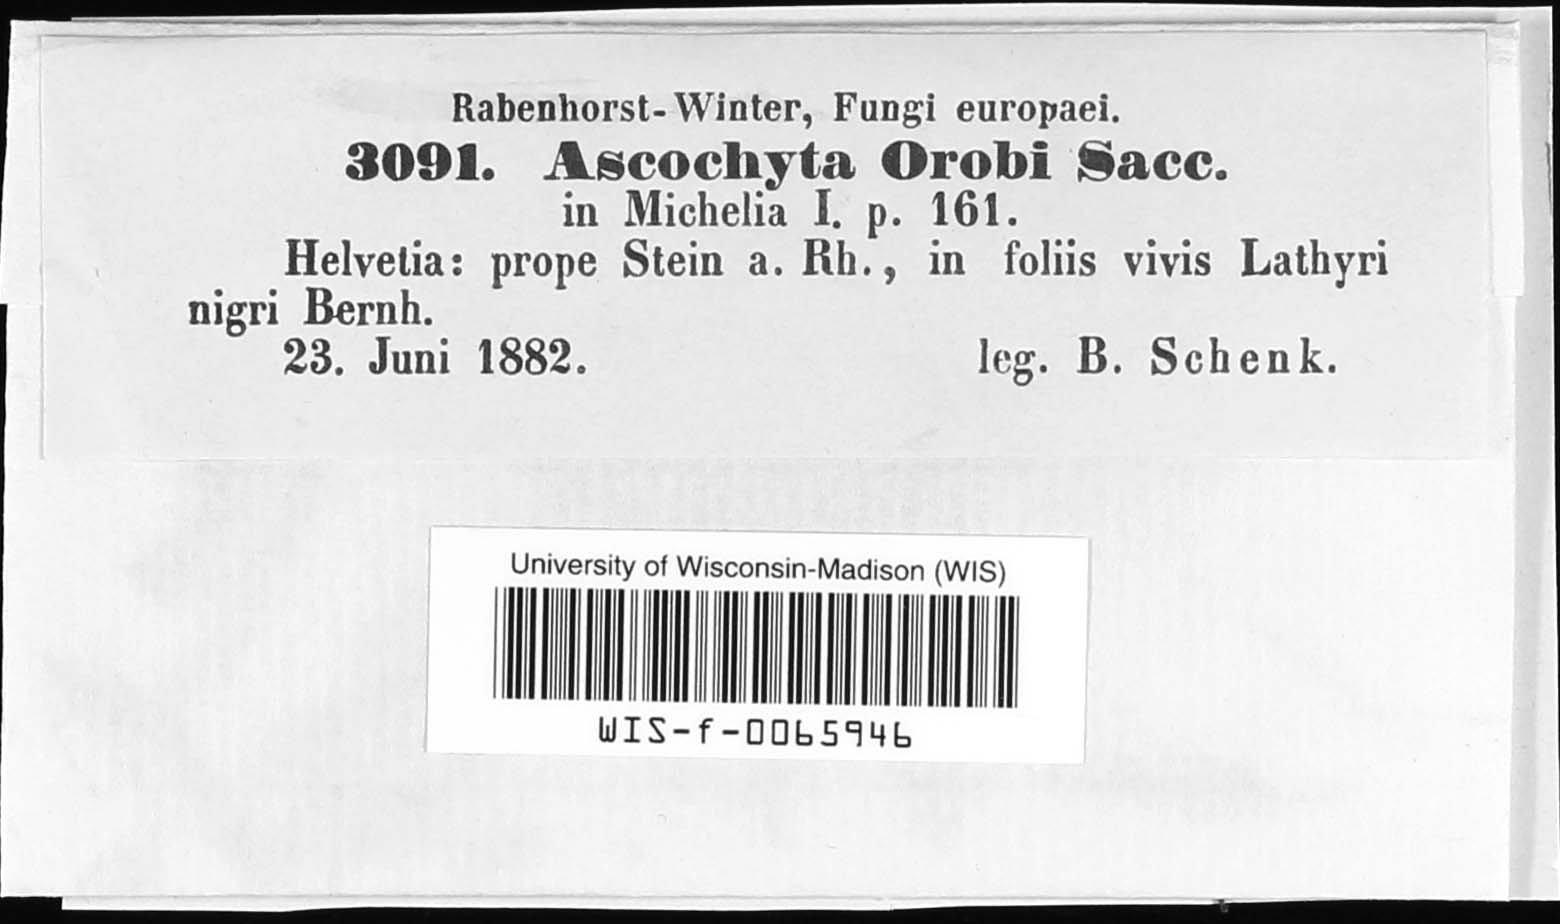 Rabenhorst-Winter, Fungi europaei.
3091. Ascochyta Orobi Sacc.
in Michelia I. p. 161.
Helvetia: prope Stein a. Rh., in foliis vivis Lathyri
nigri Bernh.
23. Juni 1882. leg. B. Schenk.
University of Wisconsin-Madison (WIS)
WIS-f-0065946